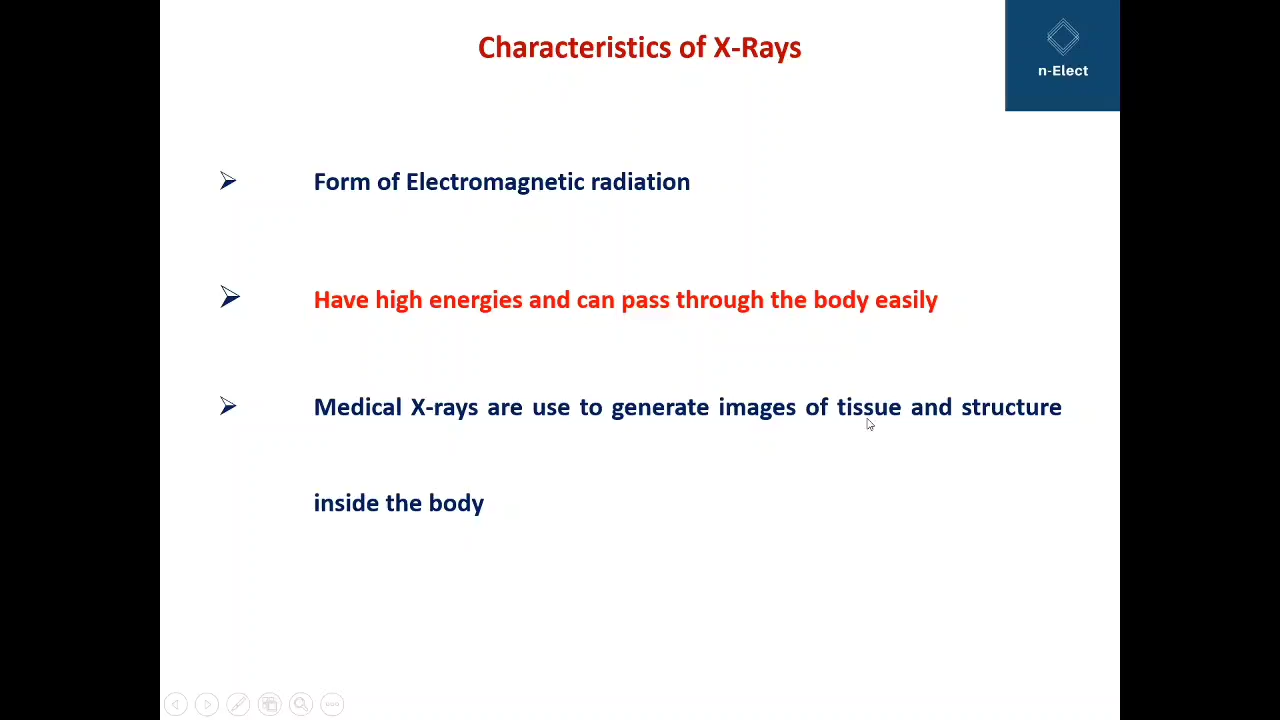 Characteristics of X-Rays
n-Elect
Form of Electromagnetic radiation
Have high energies and can pass through the body easily
Medical X-rays are use to generate images of tissue and structure
inside the body